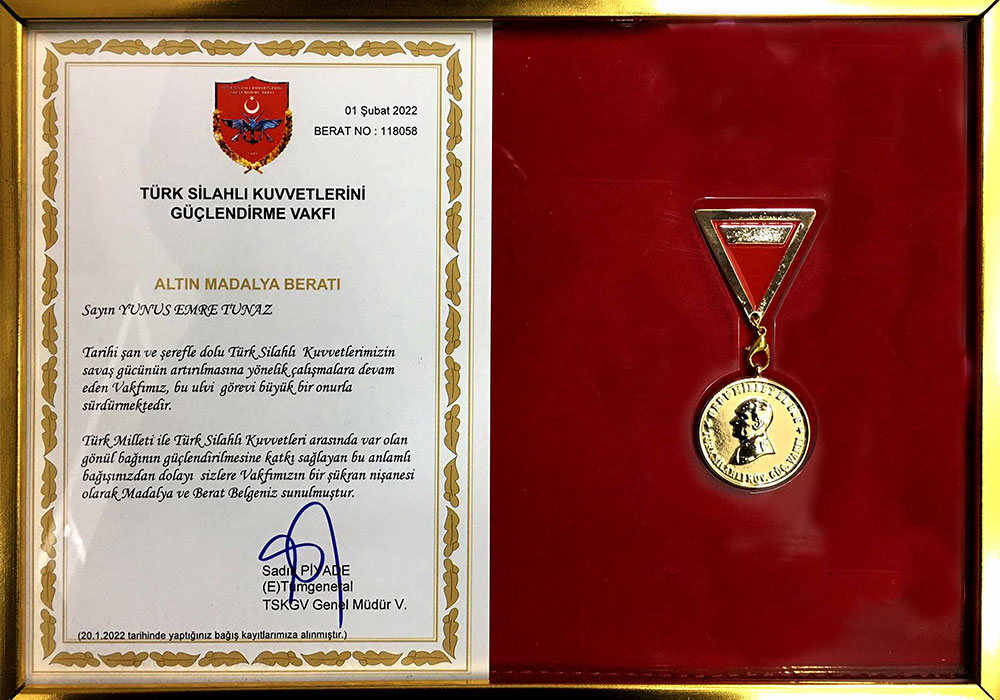 01 Şubat 2022
BERAT NO : 118058
TÜRK SİLAHLI KUVVETLERİNİ
GÜÇLENDİRME VAKFI
ALTIN MADALYA BERATI
Sayın YUNUS EMRE TUNAZ
Tarihi şan ve şerefle dolu Türk Silahlı Kuvvetlerimizin
savaş gücünün artırılmasına yönelik çalışmalara devam
eden Vakfımız, bu ulvi görevi büyük bir onurla
sürdürmektedir.
Türk Milleti ile Türk Silahlı Kuvvetleri arasında var olan
gönül bağının güçlendirilmesine katkı sağlayan bu anlamlı
bağışınızdan dolayı sizlere Vakfımızın bir şükran nişanesi
olarak Madalya ve Berat Belgeniz sunulmuştur.
Sadık PİYADE
(E)Tümgeneral
TSKGV Genel Müdür V.
(20.1.2022 tarihinde yaptığınız bağış kayıtlarımıza alınmıştır.)
GÜÇ. VAKFI